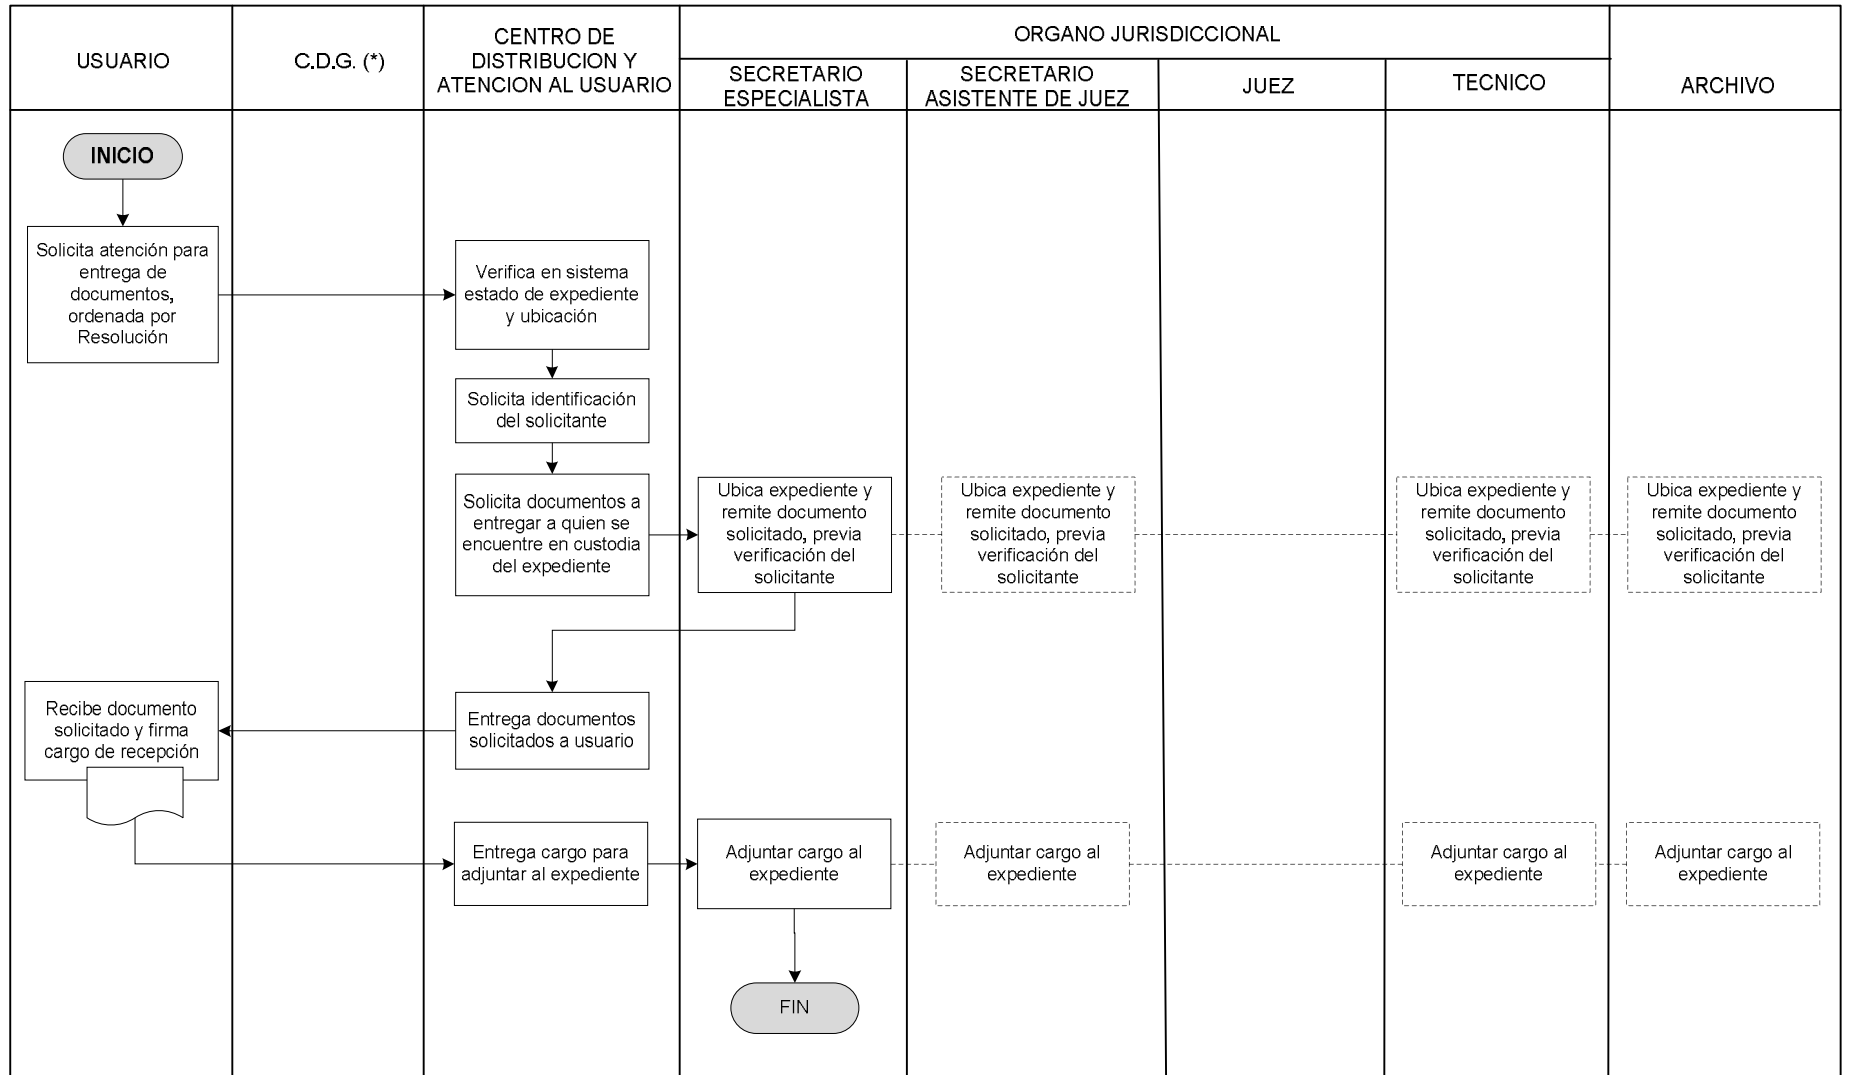 USUARIO
C.D.G. (*)
CENTRO DE
DISTRIBUCION Y
ATENCION AL USUARIO
ORGANO JURISDICCIONAL
SECRETARIO
ESPECIALISTA
SECRETARIO
ASISTENTE DE JUEZ
JUEZ
TECNICO
ARCHIVO
INICIO
Solicita atención para
entrega de
documentos,
ordenada por
Resolución
Verifica en sistema
estado de expediente
y ubicación
Solicita identificación
del solicitante
Solicita documentos a
entregar a quien se
encuentre en custodia
del expediente
Ubica expediente y
remite documento
solicitado, previa
verificación del
solicitante
Ubica expediente y
remite documento
solicitado, previa
verificación del
solicitante
Ubica expediente y
remite documento
solicitado, previa
verificación del
solicitante
Ubica expediente y
remite documento
solicitado, previa
verificación del
solicitante
Entrega documentos
solicitados a usuario
Recibe documento
solicitado y firma
cargo de recepción
Entrega cargo para
adjuntar al expediente
Adjuntar cargo al
expediente
Adjuntar cargo al
expediente
Adjuntar cargo al
expediente
Adjuntar cargo al
expediente
FIN